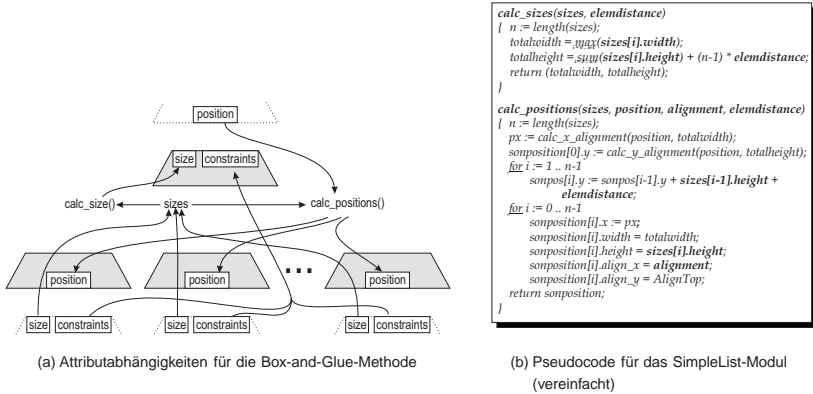 position
size constraints
calc_size() sizes calc_positions()
position position ... position
size constraints size constraints size constraints
(a) Attributabhängigkeiten für die Box-and-Glue-Methode
calc_sizes(sizes, elemdistance)
{ n := length(sizes);
totalwidth = max(sizes[i].width);
totalheight = sum(sizes[i].height) + (n-1) * elemdistance;
return (totalwidth, totalheight);
}
calc_positions(sizes, position, alignment, elemdistance)
{ n := length(sizes);
px := calc_x_alignment(position, totalwidth);
sonposition[0].y := calc_y_alignment(position, totalheight);
for i := 1 .. n-1
sonpos[i].y := sonpos[i-1].y + sizes[i-1].height +
elemdistance;
for i := 0 .. n-1
sonposition[i].x := px;
sonposition[i].width = totalwidth;
sonposition[i].height = sizes[i].height;
sonposition[i].align_x = alignment;
sonposition[i].align_y = AlignTop;
return sonposition;
}
(b) Pseudocode für das SimpleList-Modul
(vereinfacht)